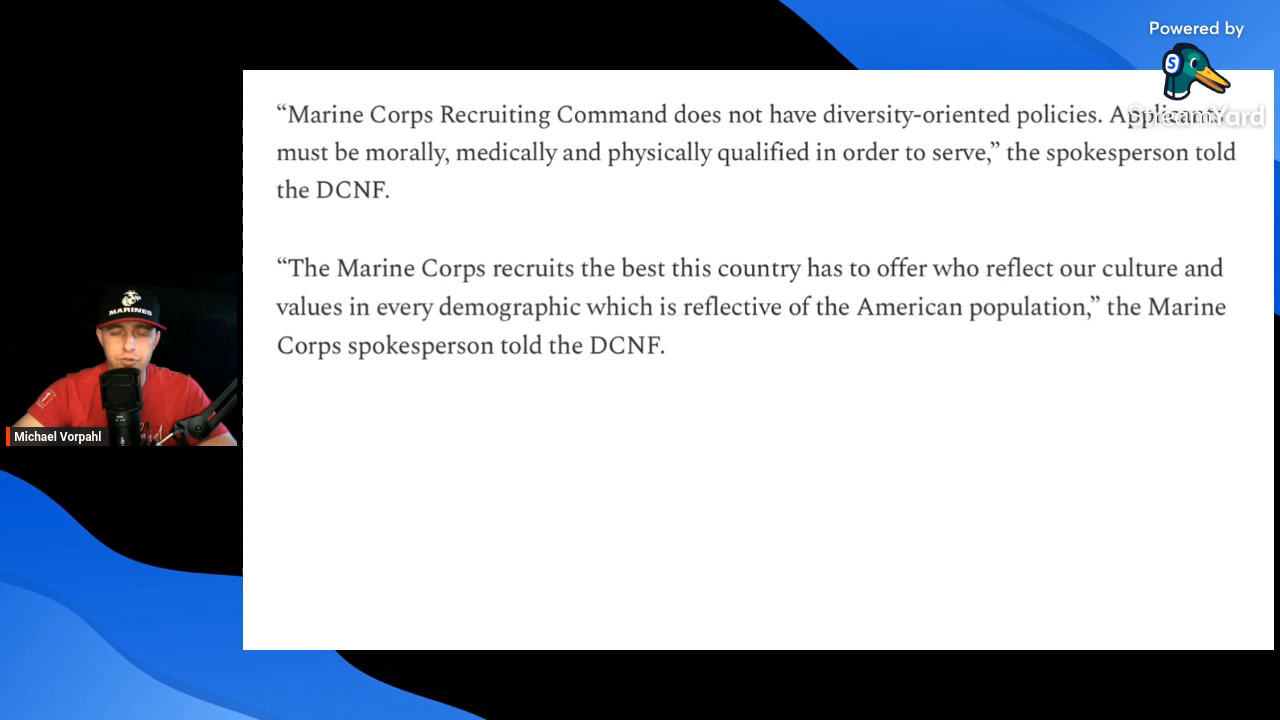 Powered by
StreamYard
“Marine Corps Recruiting Command does not have diversity-oriented policies. Applicants
must be morally, medically and physically qualified in order to serve,” the spokesperson told
the DCNF.
“The Marine Corps recruits the best this country has to offer who reflect our culture and
values in every demographic which is reflective of the American population,” the Marine
Corps spokesperson told the DCNF.
MARINES
Michael Vorpahl